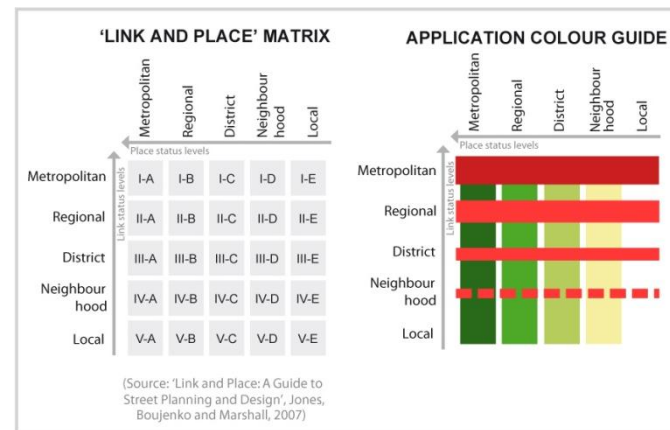 ‘LINK AND PLACE’ MATRIX
Metropolitan
Regional
District
Neighbour
hood
Local
Place status levels
Link status levels
Metropolitan I-A I-B I-C I-D I-E
Regional II-A II-B II-C II-D II-E
District III-A III-B III-C III-D III-E
Neighbour
hood IV-A IV-B IV-C IV-D IV-E
Local V-A V-B V-C V-D V-E
(Source: ‘Link and Place: A Guide to
Street Planning and Design’, Jones,
Boujenko and Marshall, 2007)
APPLICATION COLOUR GUIDE
Metropolitan
Regional
District
Neighbour
hood
Local
Place status levels
Link status levels
Metropolitan
Regional
District
Neighbour
hood
Local